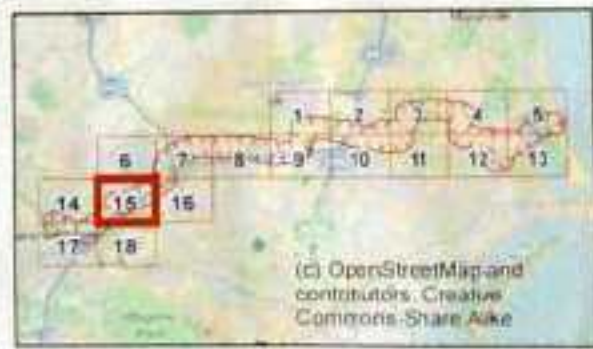 1 2 3 4 5
6 7 8 9 10 11 12 13
14 15 16
17 18
(c) OpenStreetMap and
contributors, Creative
Commons-Share Alike